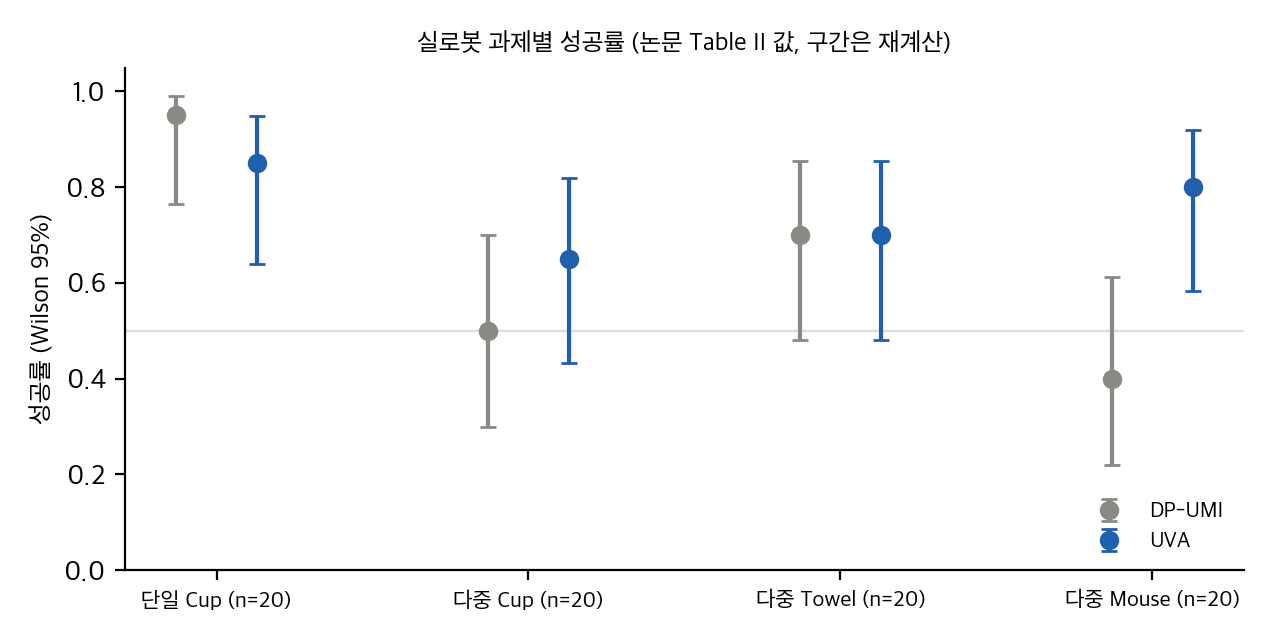 실로봇 과제별 성공률 (논문 Table II 값, 구간은 재계산)
성공률 (Wilson 95%)
1.0
0.8
0.6
0.4
0.2
0.0
단일 Cup (n=20)
다중 Cup (n=20)
다중 Towel (n=20)
다중 Mouse (n=20)
DP-UMI
UVA